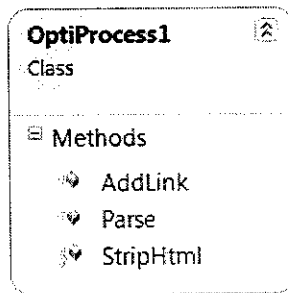 OptiProcess1
Class
Methods
AddLink
Parse
StripHtml